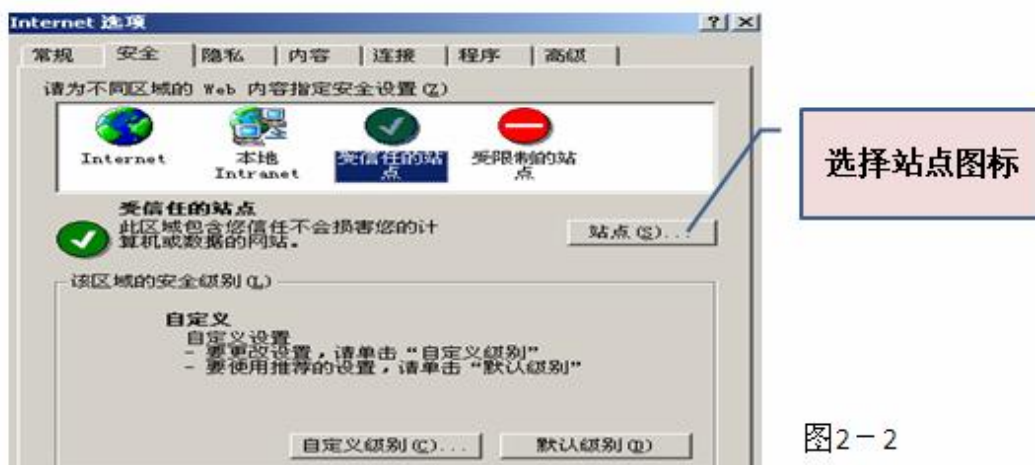 Internet 选项
常规 安全 隐私 内容 连接 程序 高级
请为不同区域的 Web 内容指定安全设置(Z)
Internet
本地
Intranet
受信任的站
点
受限制的站
点
选择站点图标
受信任的站点
此区域包含您信任不会损害您的计
算机或数据的网站。
站点(S)...
该区域的安全级别(L)
自定义
自定义设置
- 要更改设置，请单击“自定义级别”
- 要使用推荐的设置，请单击“默认级别”
自定义级别(C)...
默认级别(D)
图2－2